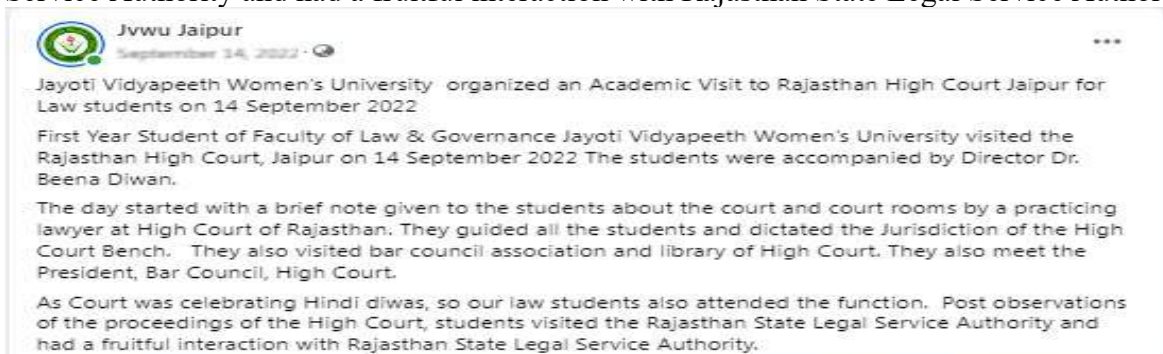 Service Authority and had a fruitful interaction with Rajasthan State Legal Service Author
Jvwu Jaipur
September 14, 2022
Jayoti Vidyapeeth Women's University organized an Academic Visit to Rajasthan High Court Jaipur for
Law students on 14 September 2022
First Year Student of Faculty of Law & Governance Jayoti Vidyapeeth Women's University visited the
Rajasthan High Court, Jaipur on 14 September 2022 The students were accompanied by Director Dr.
Beena Diwan.
The day started with a brief note given to the students about the court and court rooms by a practicing
lawyer at High Court of Rajasthan. They guided all the students and dictated the Jurisdiction of the High
Court Bench. They also visited bar council association and library of High Court. They also meet the
President, Bar Council, High Court.
As Court was celebrating Hindi diwas, so our law students also attended the function. Post observations
of the proceedings of the High Court, students visited the Rajasthan State Legal Service Authority and
had a fruitful interaction with Rajasthan State Legal Service Authority.